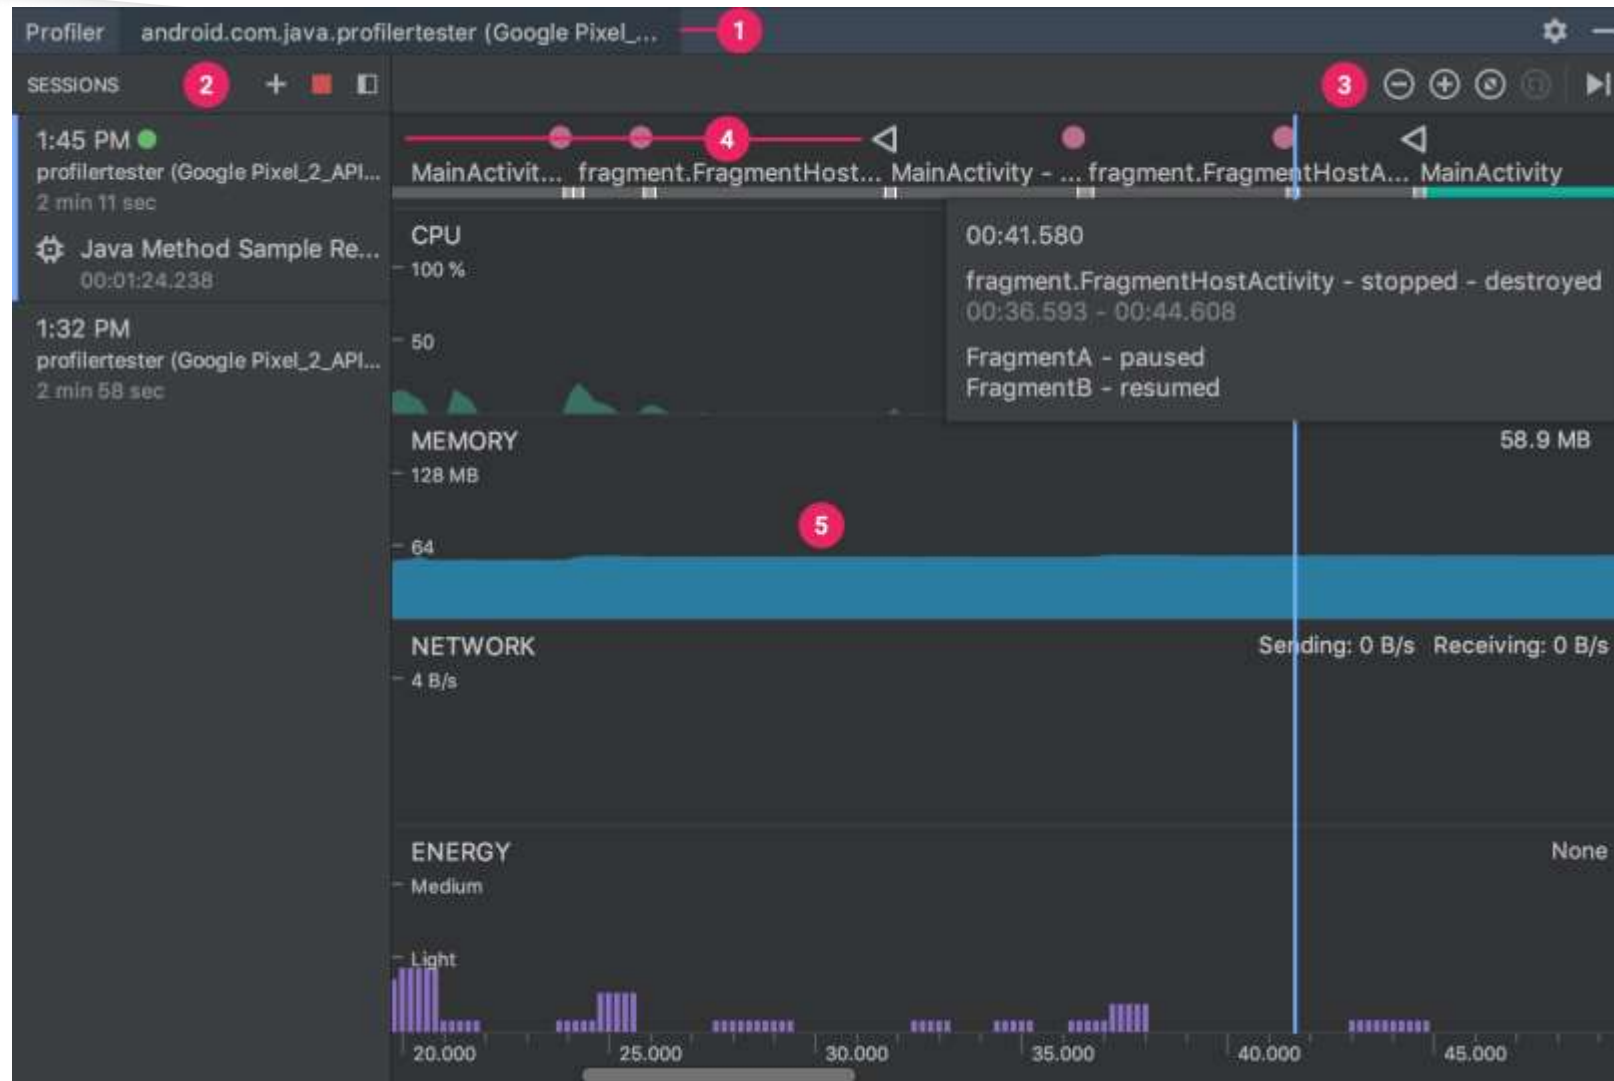 Profiler android.com.java.profilertester (Google Pixel_... 1
SESSIONS 2 3
1:45 PM
profilertester (Google Pixel_2_API...
2 min 11 sec
Java Method Sample Re...
00:01:24.238
1:32 PM
profilertester (Google Pixel_2_API...
2 min 58 sec
4
MainActivit... fragment.FragmentHost... MainActivity - ... fragment.FragmentHostA... MainActivity
CPU
100 %
50
00:41.580
fragment.FragmentHostActivity - stopped - destroyed
00:36.593 - 00:44.608
FragmentA - paused
FragmentB - resumed
MEMORY 58.9 MB
128 MB
5
64
NETWORK Sending: 0 B/s Receiving: 0 B/s
4 B/s
ENERGY None
Medium
Light
20.000 25.000 30.000 35.000 40.000 45.000